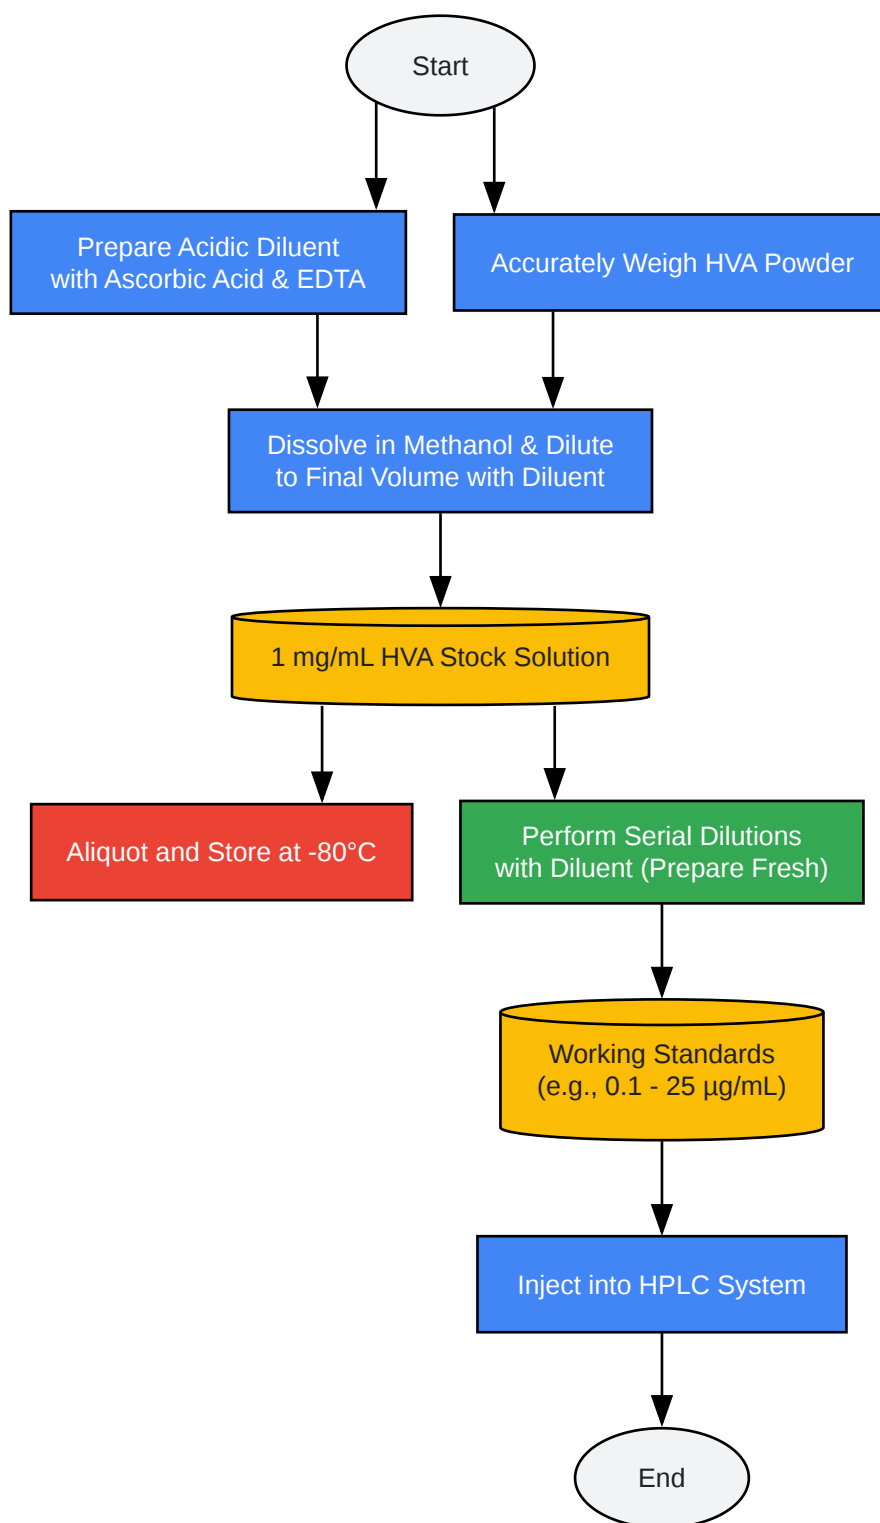 Start
Prepare Acidic Diluent
with Ascorbic Acid & EDTA
Accurately Weigh HVA Powder
Dissolve in Methanol & Dilute
to Final Volume with Diluent
1 mg/mL HVA Stock Solution
Aliquot and Store at -80°C
Perform Serial Dilutions
with Diluent (Prepare Fresh)
Working Standards
(e.g., 0.1 - 25 µg/mL)
Inject into HPLC System
End